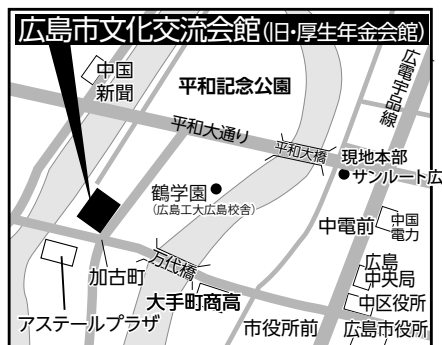 広島市文化交流会館(旧・厚生年金会館)
中国
新聞
平和記念公園
広電宇品線
平和大通り
平和大橋
現地本部
サンルート広
鶴学園
(広島工大広島校舎)
中電前
中国
電力
万代橋
加古町
広島
中央局
アステールプラザ
大手町商高
中区役所
市役所前
広島市役所